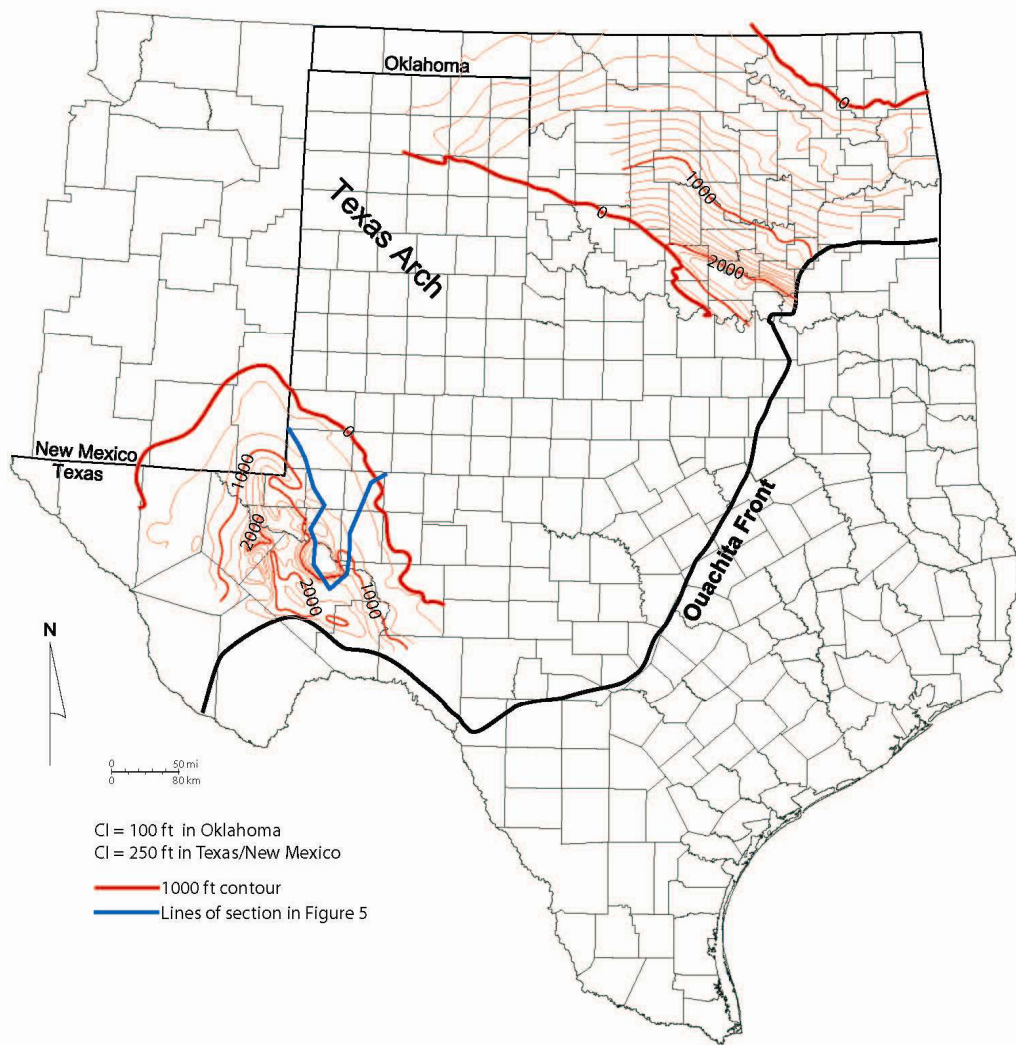 Oklahoma
0
1000
Texas Arch
0
2000
0
New Mexico
Texas
1000
2000
2000
1000
Ouachita Front
N
0 50 mi
0 80 km
CI = 100 ft in Oklahoma
CI = 250 ft in Texas/New Mexico
1000 ft contour
Lines of section in Figure 5